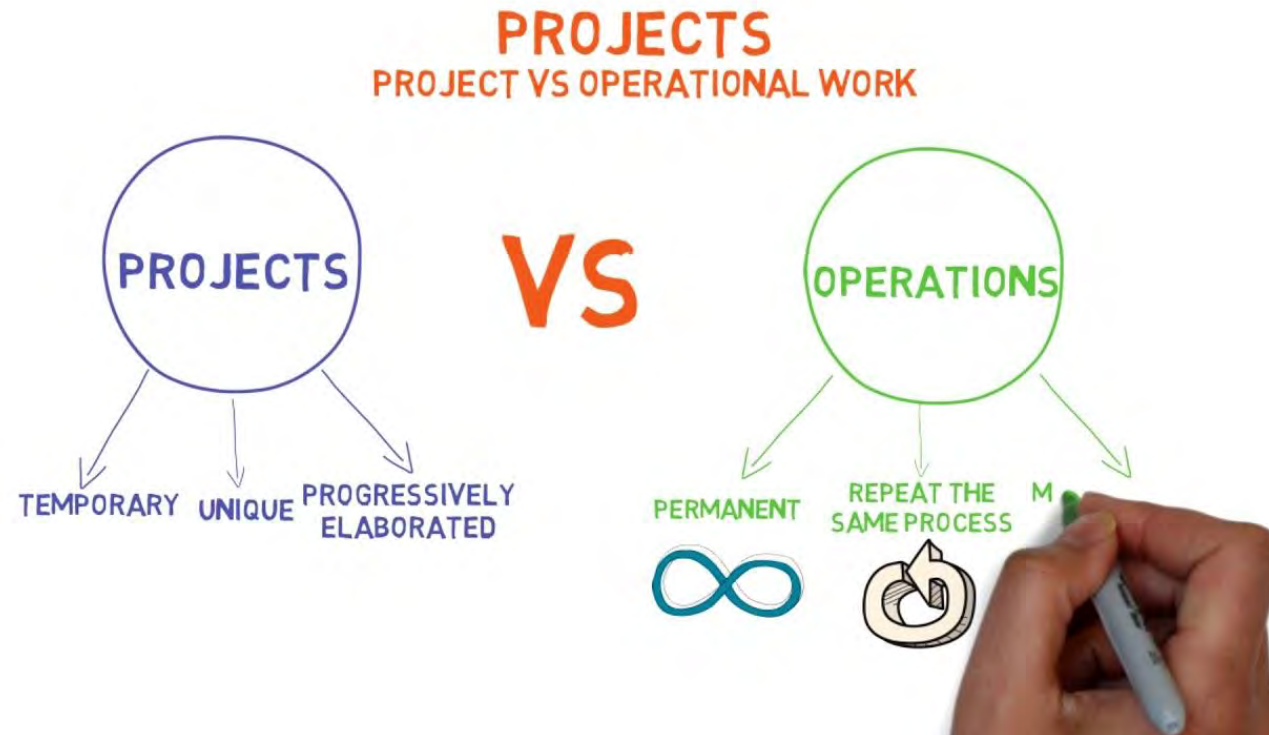 PROJECTS
PROJECT VS OPERATIONAL WORK
PROJECTS
VS
OPERATIONS
TEMPORARY
UNIQUE
PROGRESSIVELY
ELABORATED
PERMANENT
REPEAT THE
SAME PROCESS
M